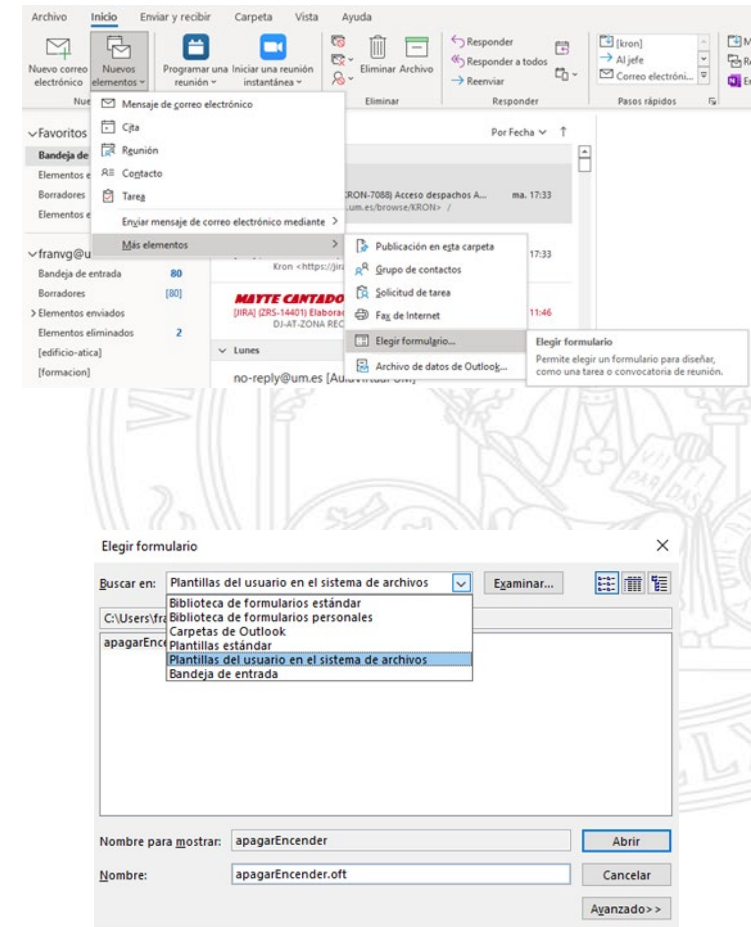 Archivo Inicio Enviar y recibir Carpeta Vista Ayuda
Nuevo correo electrónico
Nuevos elementos
Programar una reunión
Iniciar una reunión instantánea
Eliminar Archivo
Responder
Responder a todos
Reenviar
[kron]
Al jefe
Correo electróni...
Eliminar
Responder
Pasos rápidos
Mensaje de correo electrónico
Cita
Reunión
Contacto
Tarea
Enviar mensaje de correo electrónico mediante
Más elementos
Favoritos
Bandeja de
Elementos e
Borradores
Elementos e
franvg@u
Bandeja de entrada 80
Borradores [80]
Elementos enviados
Elementos eliminados 2
[edificio-atica]
[formacion]
Por Fecha
KRON-7088) Acceso despachos A... ma. 17:33
.um.es/browse/KRON> /
17:33
Kron <https://jira
MAYTE CANTADO
[JIRA] (ZRS-14401) Elaborac 11:46
DJ-AT-ZONA REC
Lunes
no-reply@um.es
Publicación en esta carpeta
Grupo de contactos
Solicitud de tarea
Fax de Internet
Elegir formulario...
Archivo de datos de Outlook...
Elegir formulario
Permite elegir un formulario para diseñar,
como una tarea o convocatoria de reunión.
VII TI
PAR DAS
Elegir formulario
Buscar en: Plantillas del usuario en el sistema de archivos Examinar...
Biblioteca de formularios estándar
C:\Users\fra Biblioteca de formularios personales
Carpetas de Outlook
apagarEnce Plantillas estándar
Plantillas del usuario en el sistema de archivos
Bandeja de entrada
Nombre para mostrar: apagarEncender Abrir
Nombre: apagarEncender.oft Cancelar
Avanzado>>